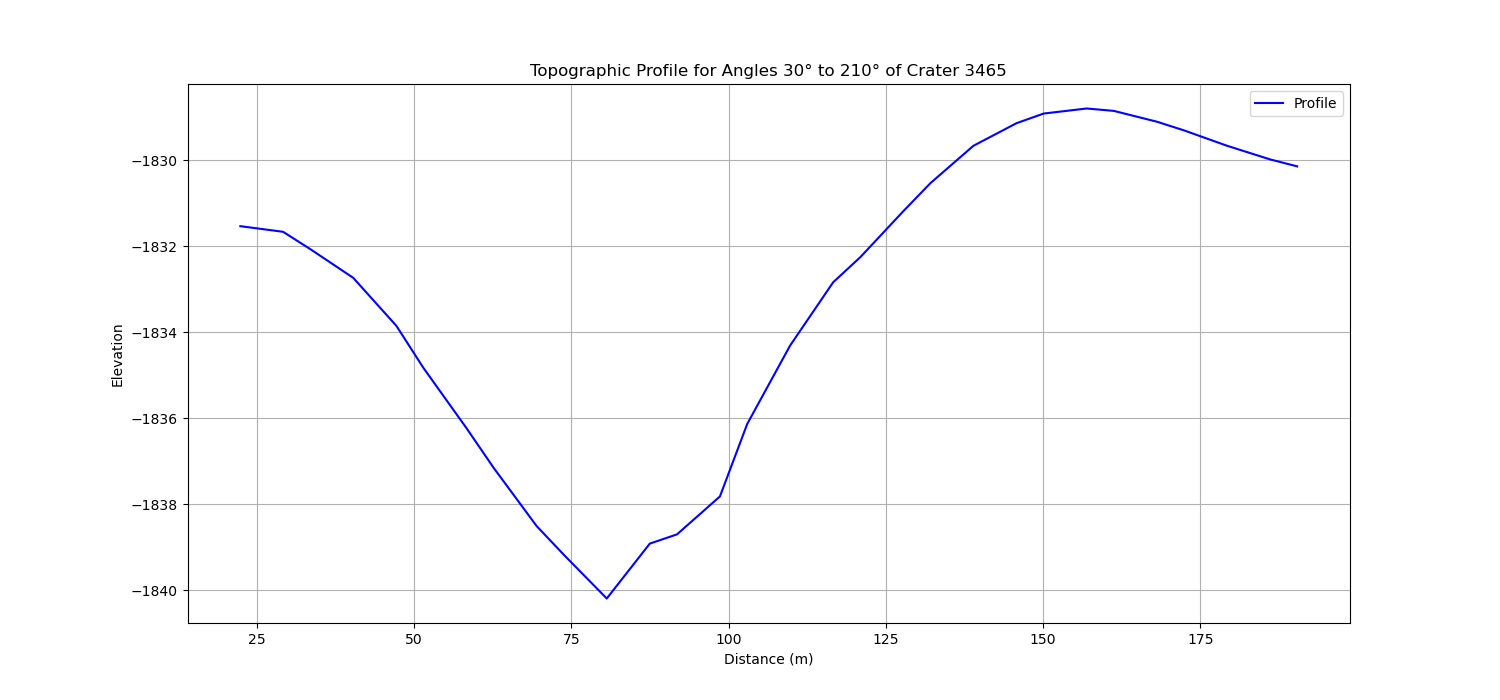 Topographic Profile for Angles 30° to 210° of Crater 3465
Profile
−1830
−1832
−1834
−1836
−1838
−1840
Elevation
25 50 75 100 125 150 175
Distance (m)